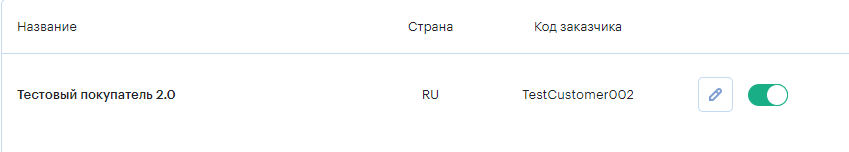 Название Страна Код заказчика
Тестовый покупатель 2.0 RU TestCustomer002